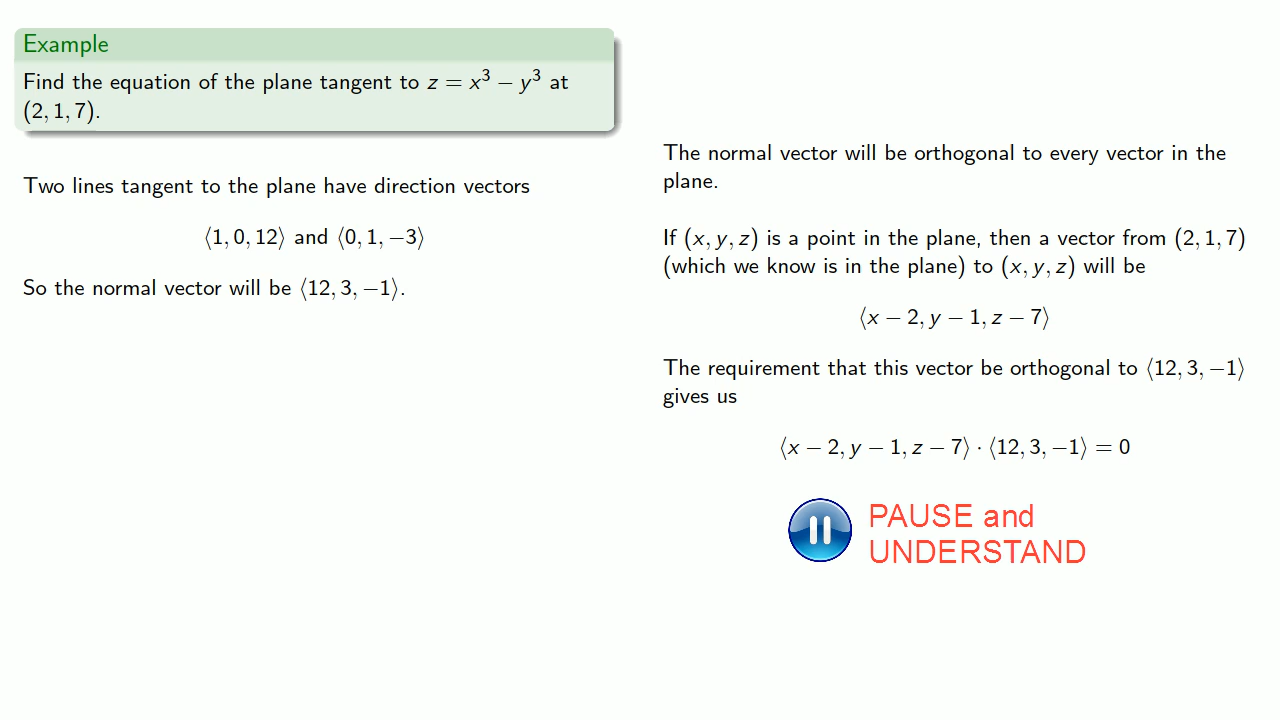 Example
Find the equation of the plane tangent to z = x³ − y³ at
(2, 1, 7).
Two lines tangent to the plane have direction vectors
⟨1, 0, 12⟩ and ⟨0, 1, −3⟩
So the normal vector will be ⟨12, 3, −1⟩.
The normal vector will be orthogonal to every vector in the
plane.
If (x, y, z) is a point in the plane, then a vector from (2, 1, 7)
(which we know is in the plane) to (x, y, z) will be
⟨x − 2, y − 1, z − 7⟩
The requirement that this vector be orthogonal to ⟨12, 3, −1⟩
gives us
⟨x − 2, y − 1, z − 7⟩ · ⟨12, 3, −1⟩ = 0
PAUSE and
UNDERSTAND